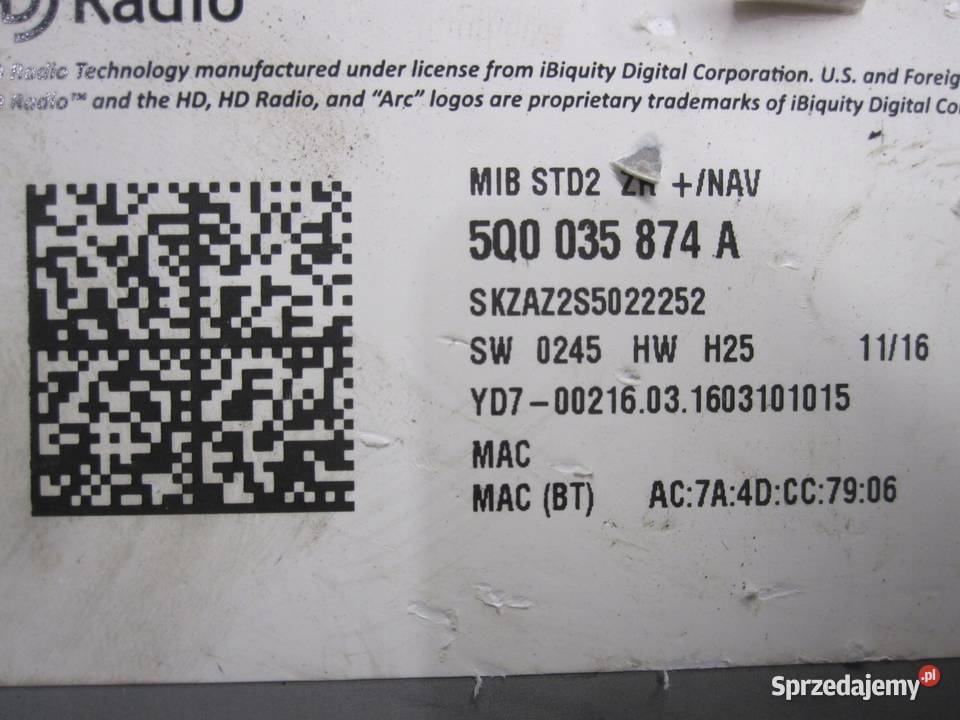 Radio
Radio Technology manufactured under license from iBiquity Digital Corporation. U.S. and Foreig
Radio™ and the HD, HD Radio, and “Arc” logos are proprietary trademarks of iBiquity Digital Co
MIB STD2 ZR +/NAV
5Q0 035 874 A
SKZAZ2S5022252
SW 0245 HW H25 11/16
YD7-00216.03.1603101015
MAC
MAC (BT) AC:7A:4D:CC:79:06
Sprzedajemy.pl